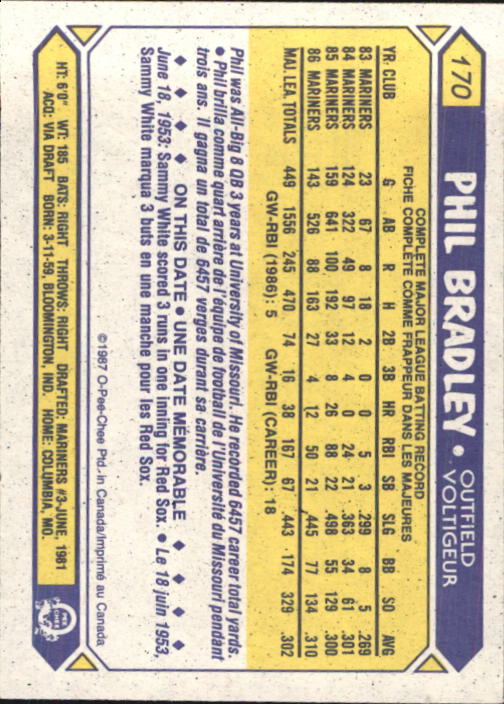 170
PHIL BRADLEY • OUTFIELD
VOLTIGEUR
COMPLETE MAJOR LEAGUE BATTING RECORD
FICHE COMPLETE COMME FRAPPEUR DANS LES MAJEURES
YR CLUB G AB R H 2B 3B HR RBI SB SLG BB SO AVG
83 MARINERS 23 67 8 18 2 0 0 5 3 .299 8 5 .269
84 MARINERS 124 322 49 97 12 4 0 24 21 .363 34 61 .301
85 MARINERS 159 641 100 192 33 8 26 88 22 .498 55 129 .300
86 MARINERS 143 526 88 163 27 4 12 50 21 .445 77 134 .310
MAJ. LEA. TOTALS 449 1556 245 470 74 16 38 167 67 .443 174 329 .302
GW-RBI (1986): 5 GW-RBI (CAREER): 18
Phil was All-Big 8 QB 3 years at University of Missouri. He recorded 6457 career total yards.
• Phil brilla comme quart arrière de l'équipe de football de l'Université du Missouri pendant
trois ans. Il gagna un total de 6457 verges durant sa carrière.
♦ ♦ ♦ ♦ ON THIS DATE • UNE DATE MÉMORABLE ♦ ♦ ♦ ♦
June 18, 1953: Sammy White scored 3 runs in one inning for Red Sox. • Le 18 juin 1953,
Sammy White marqua 3 buts en une manche pour les Red Sox.
©1987 O-Pee-Chee Ptd. in Canada/Imprimé au Canada
HT: 6'0" WT: 185 BATS: RIGHT THROWS: RIGHT DRAFTED: MARINERS #3-JUNE, 1981
ACQ: VIA DRAFT BORN: 3-11-59, BLOOMINGTON, IND. HOME: COLUMBIA, MO.
O PEE CHEE